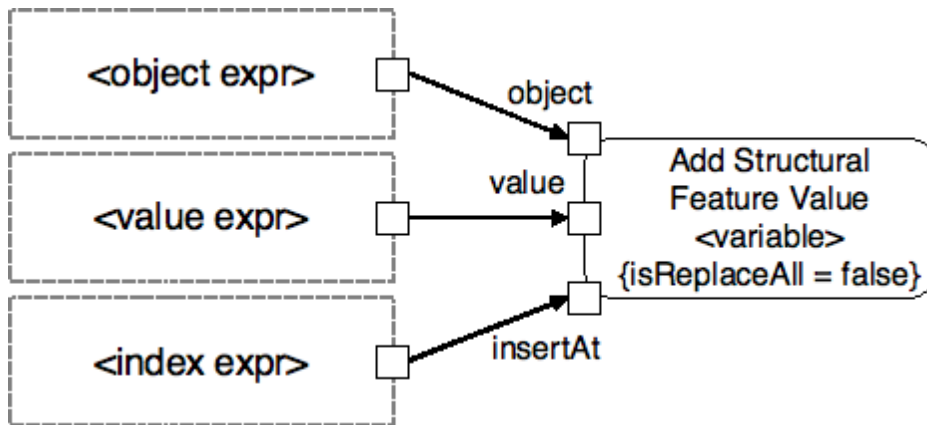 <object expr>
object
<value expr>
value
Add Structural
Feature Value
<variable>
{isReplaceAll = false}
<index expr>
insertAt